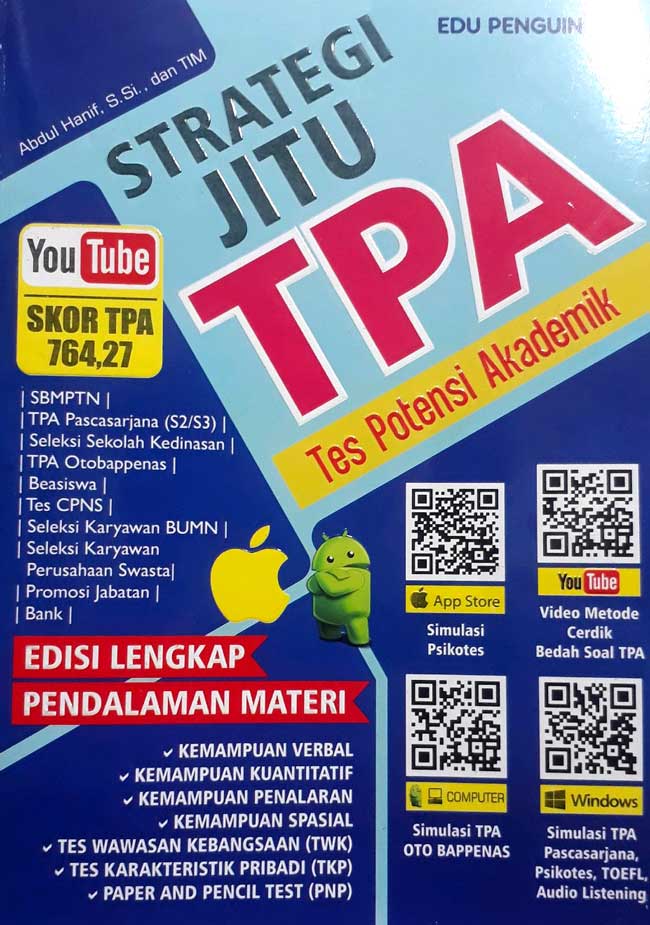 EDU PENGUIN
Abdul Hanif, S.Si., dan TIM
STRATEGI
JITU
TPA
Tes Potensi Akademik
YouTube
SKOR TPA
764,27
| SBMPTN |
| TPA Pascasarjana (S2/S3) |
| Seleksi Sekolah Kedinasan |
| TPA Otobappenas |
| Beasiswa |
| Tes CPNS |
| Seleksi Karyawan BUMN |
| Seleksi Karyawan
Perusahaan Swasta|
| Promosi Jabatan |
| Bank |
EDISI LENGKAP
PENDALAMAN MATERI
✓ KEMAMPUAN VERBAL
✓ KEMAMPUAN KUANTITATIF
✓ KEMAMPUAN PENALARAN
✓ KEMAMPUAN SPASIAL
✓ TES WAWASAN KEBANGSAAN (TWK)
✓ TES KARAKTERISTIK PRIBADI (TKP)
✓ PAPER AND PENCIL TEST (PNP)
App Store
Simulasi
Psikotes
YouTube
Video Metode
Cerdik
Bedah Soal TPA
COMPUTER
Simulasi TPA
OTO BAPPENAS
Windows
Simulasi TPA
Pascasarjana,
Psikotes, TOEFL,
Audio Listening